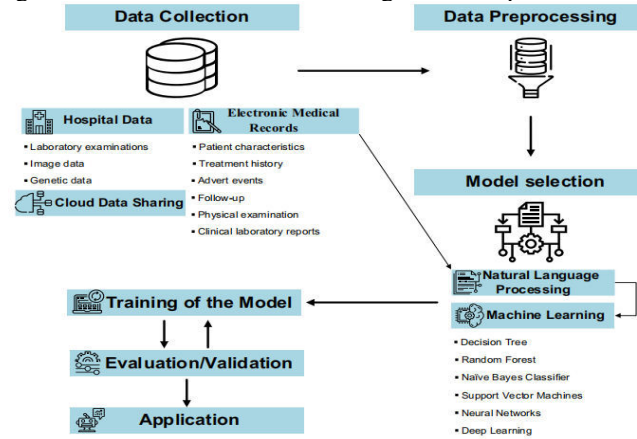 Data Collection
Data Preprocessing
Hospital Data
▪ Laboratory examinations
▪ Image data
▪ Genetic data
Cloud Data Sharing
Electronic Medical
Records
▪ Patient characteristics
▪ Treatment history
▪ Advert events
▪ Follow-up
▪ Physical examination
▪ Clinical laboratory reports
Model selection
Natural Language
Processing
Machine Learning
▪ Decision Tree
▪ Random Forest
▪ Naïve Bayes Classifier
▪ Support Vector Machines
▪ Neural Networks
▪ Deep Learning
Training of the Model
Evaluation/Validation
Application